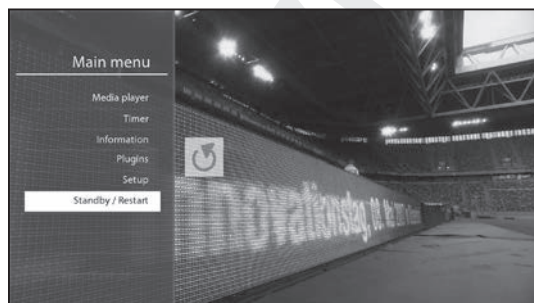 Main menu
Media player
Timer
Information
Plugins
Setup
Standby / Restart